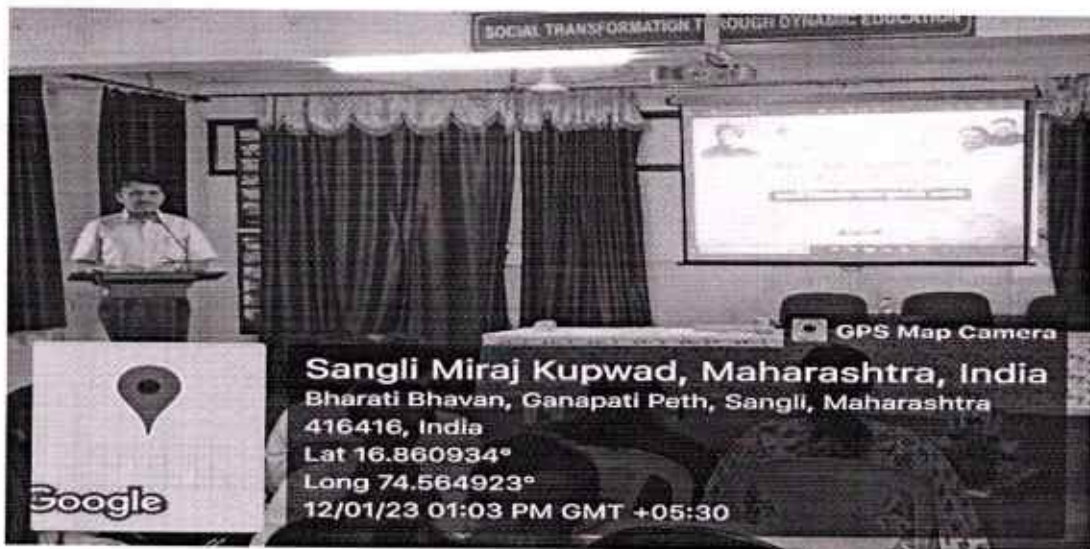 SOCIAL TRANSFORMATION THROUGH DYNAMIC EDUCATION
GPS Map Camera
Sangli Miraj Kupwad, Maharashtra, India
Bharati Bhavan, Ganapati Peth, Sangli, Maharashtra
416416, India
Lat 16.860934°
Long 74.564923°
12/01/23 01:03 PM GMT +05:30
Google